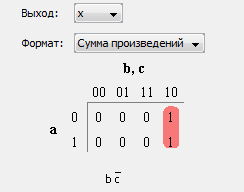 Выход: x
Формат: Сумма произведений
b, c
00 01 11 10
0 0 0 0 1
a
1 0 0 0 1
b c̅